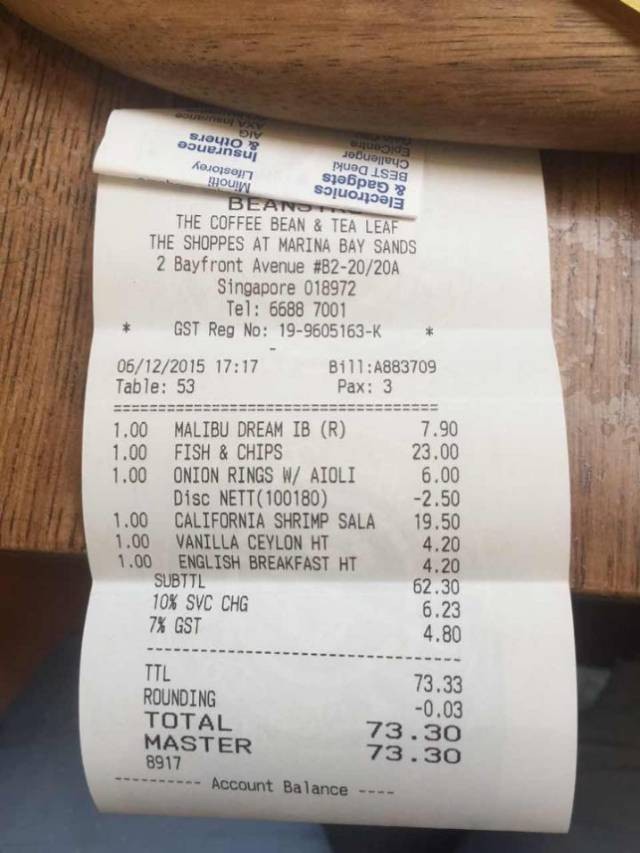 Electronics
& Gadgets
BEST Denki
Challenger
EpiCentre
Minotti
Lifestorey
Insurance
& Others
AIG
AXA Insurance
THE COFFEE BEAN & TEA LEAF
THE SHOPPES AT MARINA BAY SANDS
2 Bayfront Avenue #B2-20/20A
Singapore 018972
Tel: 6688 7001
* GST Reg No: 19-9605163-K *
-
06/12/2015 17:17 Bill:A883709
Table: 53 Pax: 3
======================================
1.00 MALIBU DREAM IB (R) 7.90
1.00 FISH & CHIPS 23.00
1.00 ONION RINGS W/ AIOLI 6.00
Disc NETT(100180) -2.50
1.00 CALIFORNIA SHRIMP SALA 19.50
1.00 VANILLA CEYLON HT 4.20
1.00 ENGLISH BREAKFAST HT 4.20
SUBTTL 62.30
10% SVC CHG 6.23
7% GST 4.80
--------------------------------------
TTL 73.33
ROUNDING -0.03
TOTAL 73.30
MASTER 73.30
8917
---------- Account Balance ----